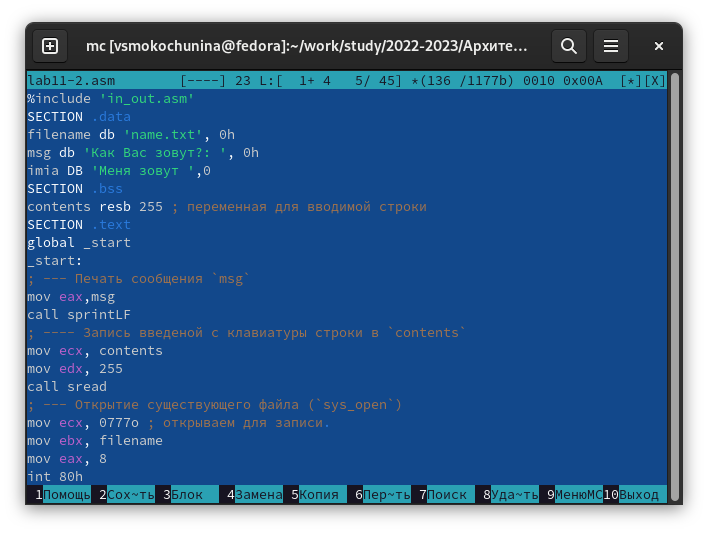 mc [vsmokochunina@fedora]:~/work/study/2022-2023/Архите...
lab11-2.asm [----] 23 L:[ 1+ 4 5/ 45] *(136 /1177b) 0010 0x00A [*][X]
%include 'in_out.asm'
SECTION .data
filename db 'name.txt', 0h
msg db 'Как Вас зовут?: ', 0h
imia DB 'Меня зовут ',0
SECTION .bss
contents resb 255 ; переменная для вводимой строки
SECTION .text
global _start
_start:
; --- Печать сообщения `msg`
mov eax,msg
call sprintLF
; ---- Запись введеной с клавиатуры строки в `contents`
mov ecx, contents
mov edx, 255
call sread
; --- Открытие существующего файла (`sys_open`)
mov ecx, 0777o ; открываем для записи.
mov ebx, filename
mov eax, 8
int 80h
1Помощь 2Сох~ть 3Блок 4Замена 5Копия 6Пер~ть 7Поиск 8Уда~ть 9МенюМС10Выход